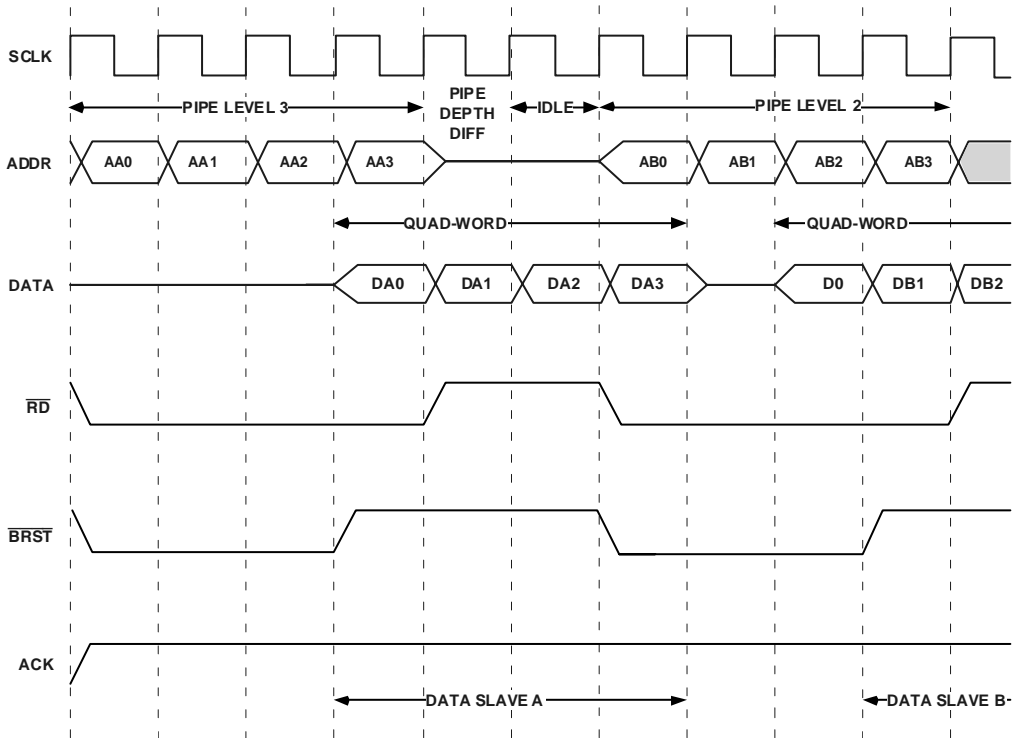 SCLK
PIPE LEVEL 3
PIPE
DEPTH
DIFF
IDLE
PIPE LEVEL 2
ADDR
AA0 AA1 AA2 AA3 AB0 AB1 AB2 AB3
QUAD-WORD QUAD-WORD
DATA
DA0 DA1 DA2 DA3 D0 DB1 DB2
RD
BRST
ACK
DATA SLAVE A DATA SLAVE B